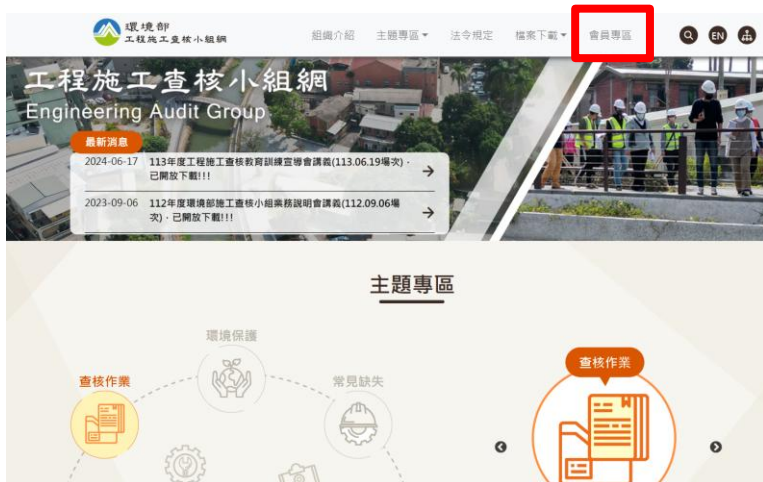 環境部
工程施工查核小組網
組織介紹 主題專區 法令規定 檔案下載 會員專區 EN
工程施工查核小組網
Engineering Audit Group
最新消息
2024-06-17 113年度工程施工查核教育訓練宣導會講義(113.06.19場次)，
已開放下載!!!
2023-09-06 112年度環境部施工查核小組業務說明會講義(112.09.06場
次)，已開放下載!!!
主題專區
環境保護
查核作業
常見缺失
查核作業